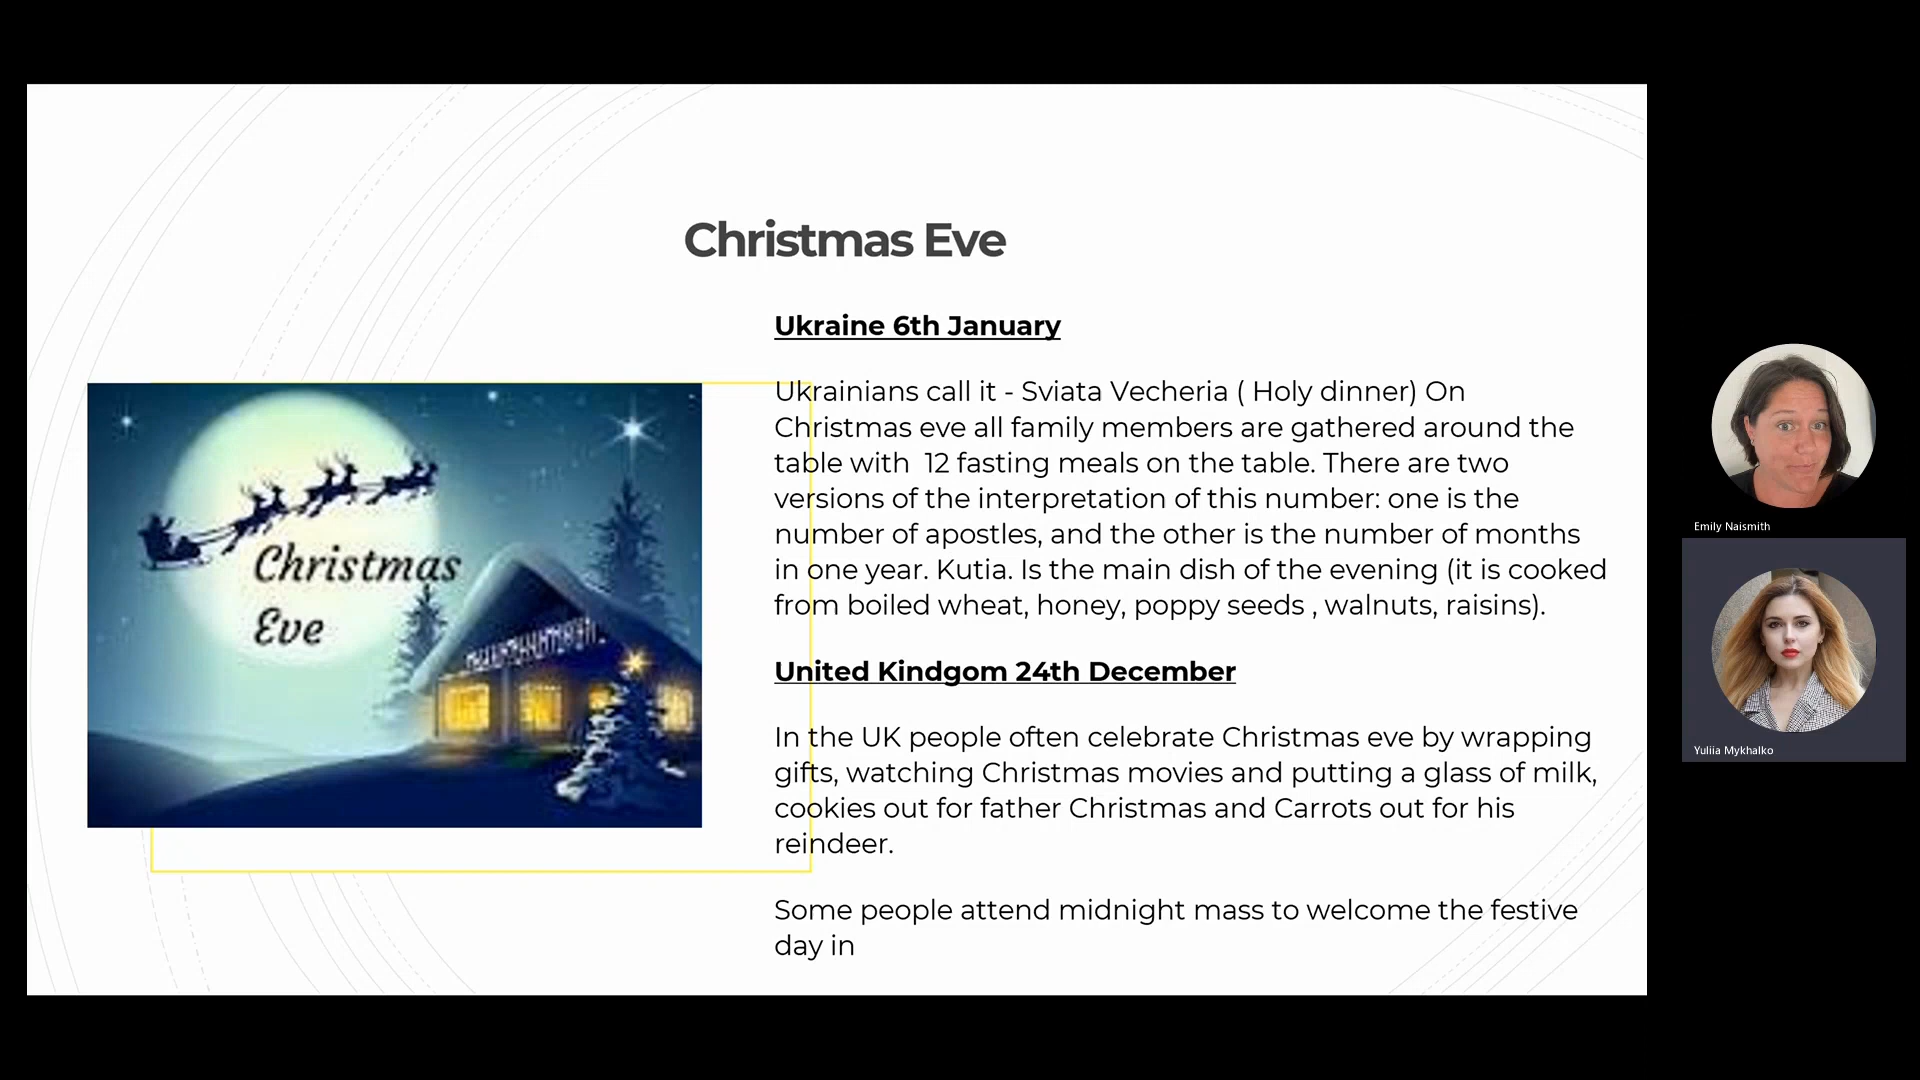 Christmas Eve
Ukraine 6th January
Ukrainians call it - Sviata Vecheria ( Holy dinner) On
Christmas eve all family members are gathered around the
table with  12 fasting meals on the table. There are two
versions of the interpretation of this number: one is the
number of apostles, and the other is the number of months
in one year. Kutia. Is the main dish of the evening (it is cooked
from boiled wheat, honey, poppy seeds , walnuts, raisins).
United Kindgom 24th December
In the UK people often celebrate Christmas eve by wrapping
gifts, watching Christmas movies and putting a glass of milk,
cookies out for father Christmas and Carrots out for his
reindeer.
Some people attend midnight mass to welcome the festive
day in
Christmas
Eve
Emily Naismith
Yuliia Mykhalko